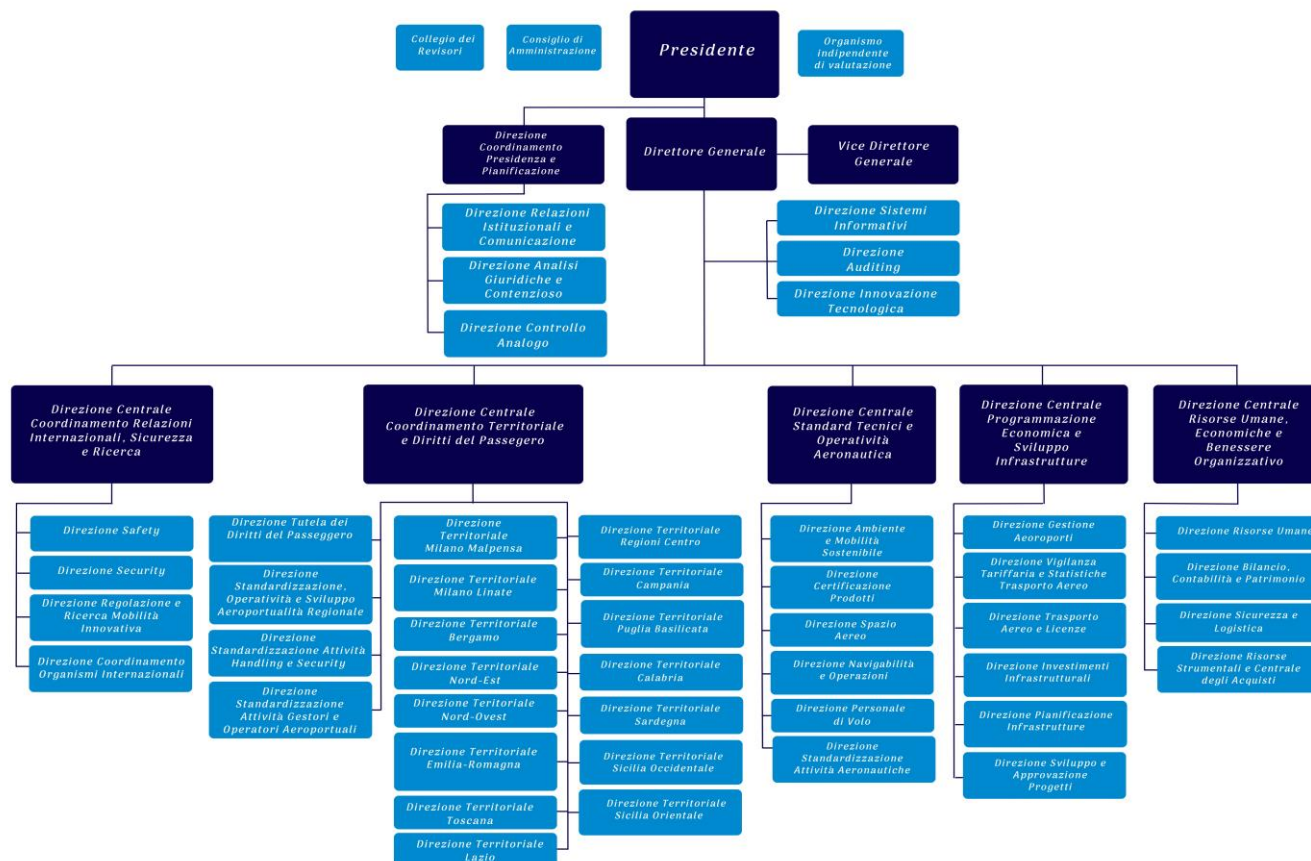 Collegio dei
Revisori
Consiglio di
Amministrazione
Presidente
Organismo
indipendente
di valutazione
Direzione
Coordinamento
Presidenza e
Pianificazione
Direttore Generale
Vice Direttore
Generale
Direzione Relazioni
Istituzionali e
Comunicazione
Direzione Analisi
Giuridiche e
Contenzioso
Direzione Controllo
Analogo
Direzione Sistemi
Informativi
Direzione
Auditing
Direzione Innovazione
Tecnologica
Direzione Centrale
Coordinamento Relazioni
Internazionali, Sicurezza
e Ricerca
Direzione Centrale
Coordinamento Territoriale
e Diritti del Passegero
Direzione Centrale
Standard Tecnici e
Operatività
Aeronautica
Direzione Centrale
Programmazione
Economica e
Sviluppo
Infrastrutture
Direzione Centrale
Risorse Umane,
Economiche e
Benessere
Organizzativo
Direzione Safety
Direzione Security
Direzione Regolazione e
Ricerca Mobilità
Innovativa
Direzione Coordinamento
Organismi Internazionali
Direzione Tutela dei
Diritti del Passeggero
Direzione
Standardizzazione,
Operatività e Sviluppo
Aeroportualità Regionale
Direzione
Standardizzazione Attività
Handling e Security
Direzione
Standardizzazione
Attività Gestori e
Operatori Aeroportuali
Direzione
Territoriale
Milano Malpensa
Direzione Territoriale
Milano Linate
Direzione Territoriale
Bergamo
Direzione Territoriale
Nord-Est
Direzione Teritoriale
Nord-Ovest
Direzione Territoriale
Emilia-Romagna
Direzione Territoriale
Toscana
Direzione Territoriale
Lazio
Direzione Territoriale
Regioni Centro
Direzione Territoriale
Campania
Direzione Territoriale
Puglia Basilicata
Direzione Territoriale
Calabria
Direzione Territoriale
Sardegna
Direzione Territoriale
Sicilia Occidentale
Direzione Territoriale
Sicilia Orientale
Direzione Ambiente
e Mobilità
Sostenibile
Direzione
Certificazione
Prodotti
Direzione Spazio
Aereo
Direzione Navigabilità
e Operazioni
Direzione Personale
di Volo
Direzione
Standardizzazione
Attività Aeronautiche
Direzione Gestione
Aeoroporti
Direzione Vigilanza
Tariffaria e Statistiche
Trasporto Aereo
Direzione Trasporto
Aereo e Licenze
Direzione Investimenti
Infrastrutturali
Direzione Pianificazione
Infrastrutture
Direzione Sviluppo e
Approvazione
Progetti
Direzione Risorse Umane
Direzione Bilancio,
Contabilità e Patrimonio
Direzione Sicurezza e
Logistica
Direzione Risorse
Strumentali e Centrale
degli Acquisti